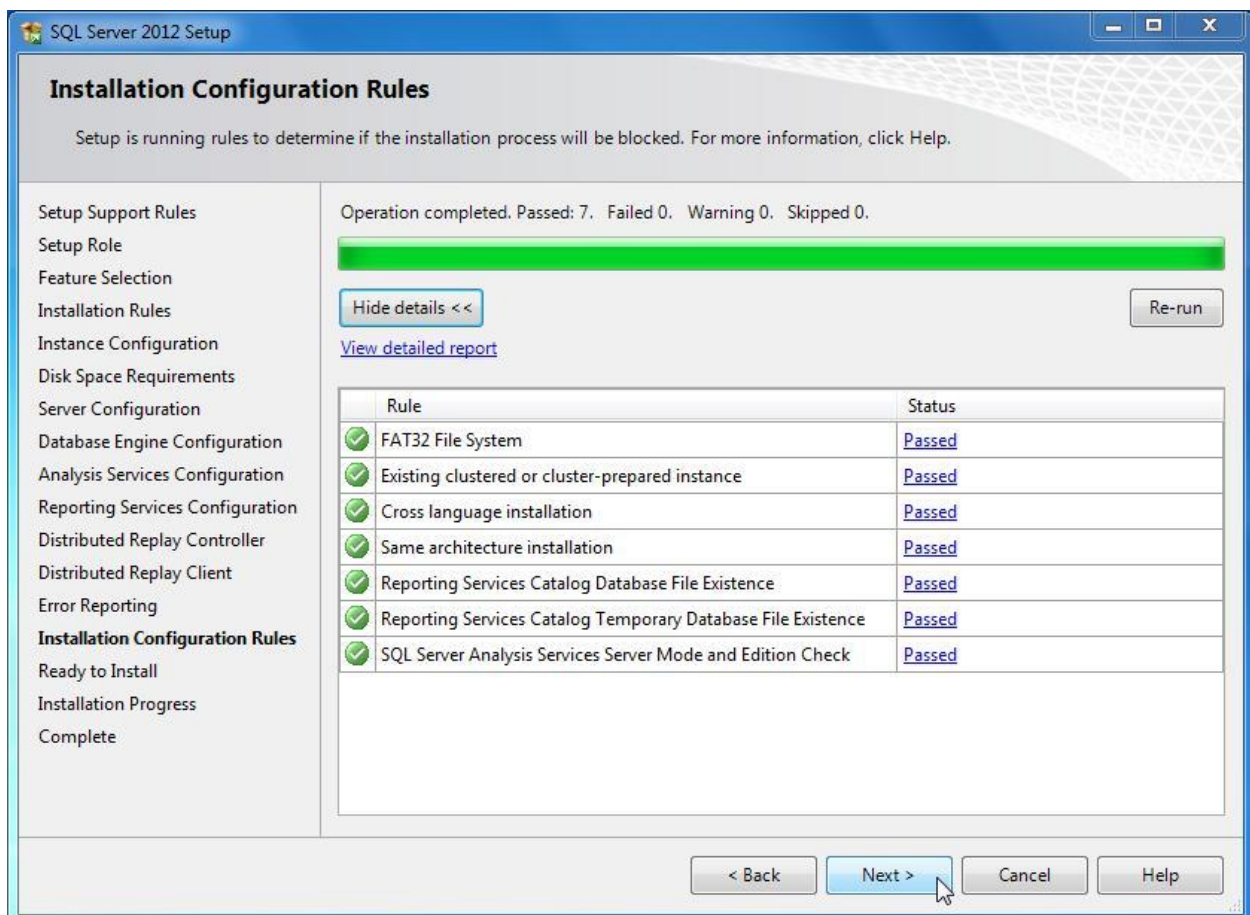 SQL Server 2012 Setup
Installation Configuration Rules
Setup is running rules to determine if the installation process will be blocked. For more information, click Help.
Setup Support Rules
Setup Role
Feature Selection
Installation Rules
Instance Configuration
Disk Space Requirements
Server Configuration
Database Engine Configuration
Analysis Services Configuration
Reporting Services Configuration
Distributed Replay Controller
Distributed Replay Client
Error Reporting
Installation Configuration Rules
Ready to Install
Installation Progress
Complete
Operation completed. Passed: 7. Failed 0. Warning 0. Skipped 0.
Hide details << Re-run
View detailed report
Rule Status
FAT32 File System Passed
Existing clustered or cluster-prepared instance Passed
Cross language installation Passed
Same architecture installation Passed
Reporting Services Catalog Database File Existence Passed
Reporting Services Catalog Temporary Database File Existence Passed
SQL Server Analysis Services Server Mode and Edition Check Passed
< Back Next > Cancel Help